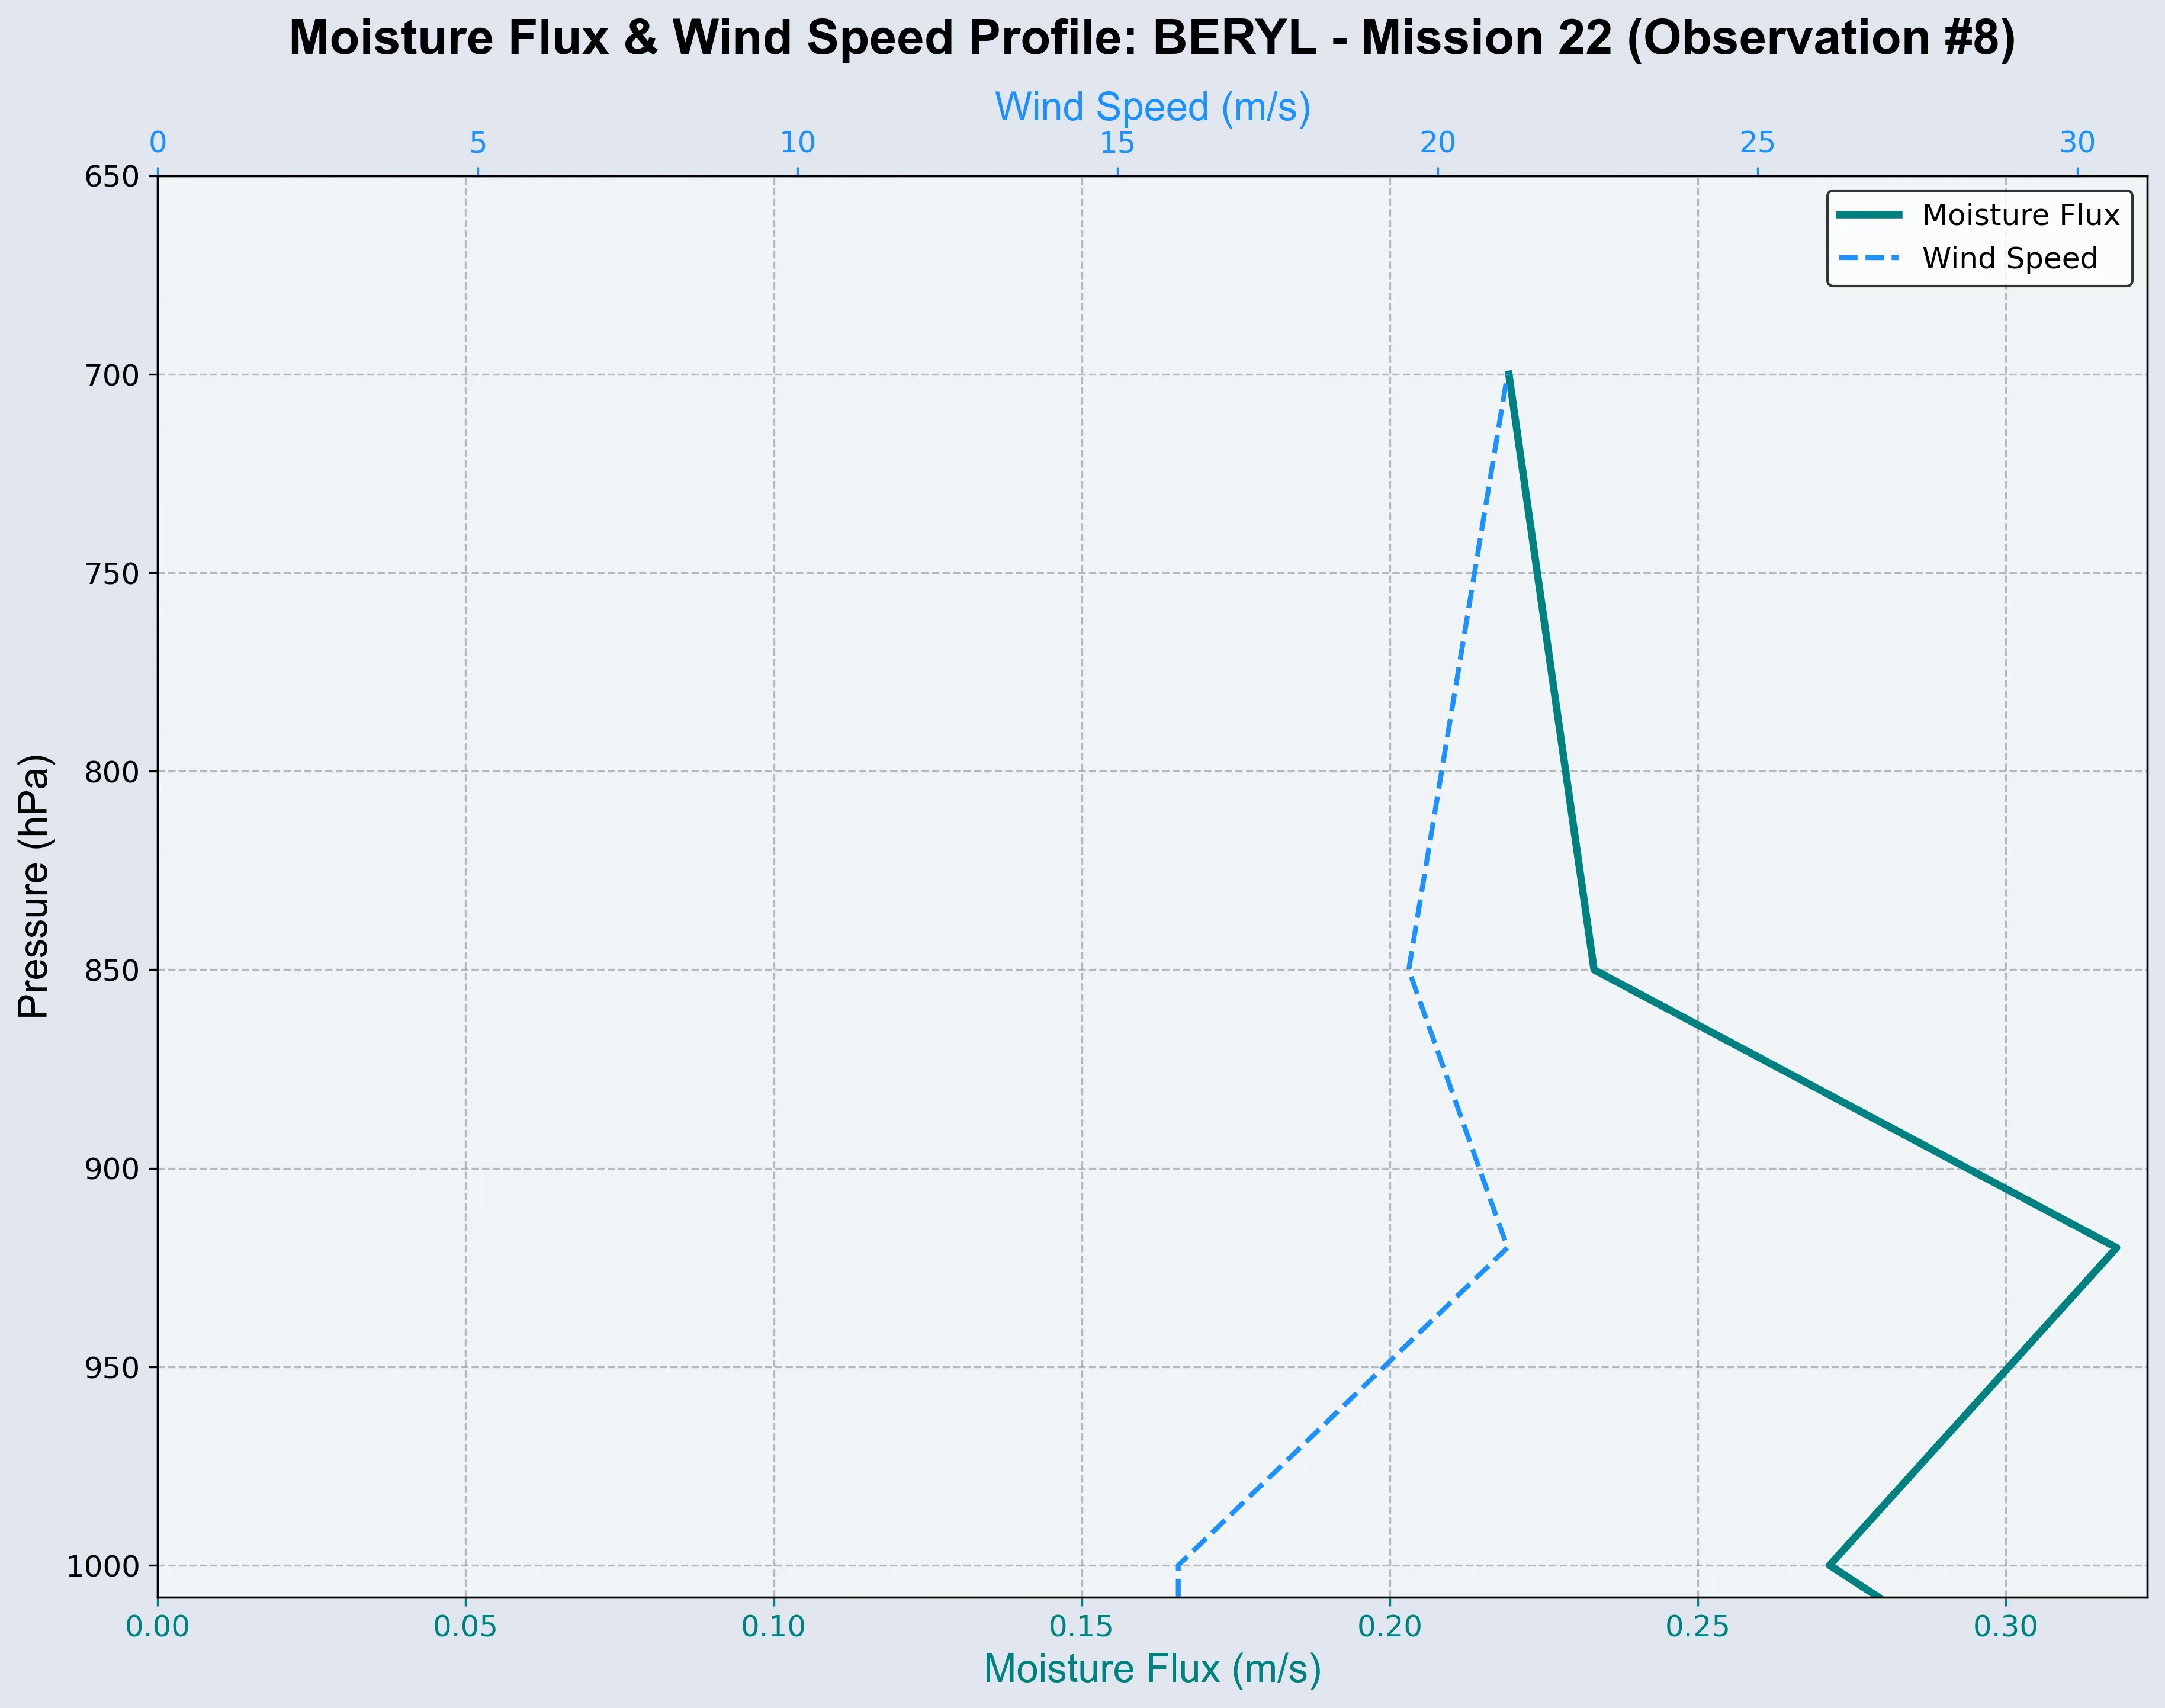 Moisture Flux & Wind Speed Profile: BERYL - Mission 22 (Observation #8)
Wind Speed (m/s)
0 5 10 15 20 25 30
Moisture Flux
Wind Speed
Pressure (hPa)
650
700
750
800
850
900
950
1000
0.00 0.05 0.10 0.15 0.20 0.25 0.30
Moisture Flux (m/s)